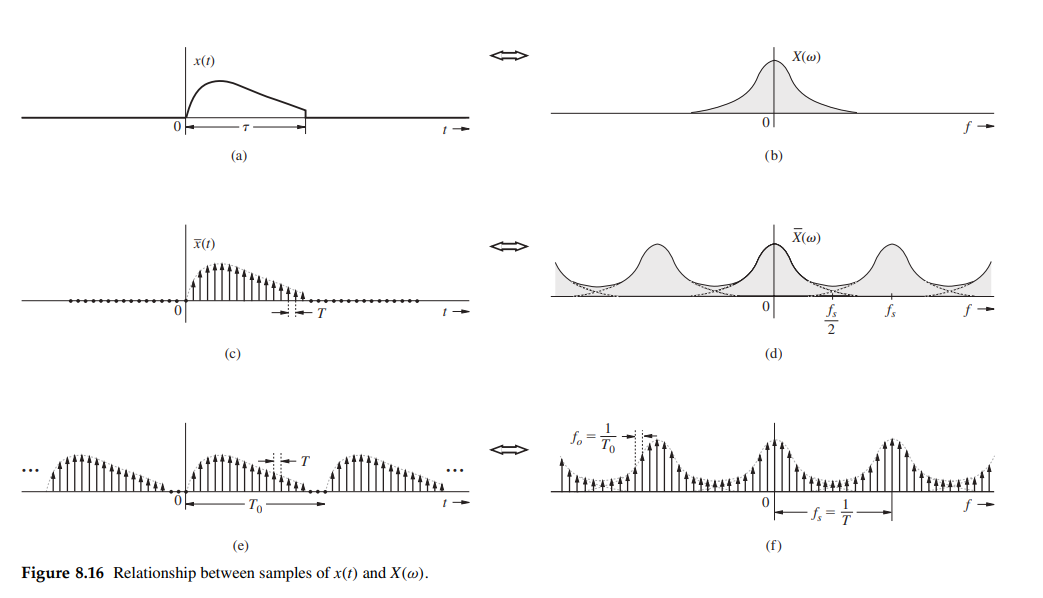 x(t)
X(ω)
0
τ
t
0
f
(a)
(b)
x̅(t)
X̅(ω)
0
T
t
0
fs/2
fs
f
(c)
(d)
...
T
...
0
T0
t
fo = 1/T0
0
fs = 1/T
f
(e)
(f)
Figure 8.16 Relationship between samples of x(t) and X(ω).